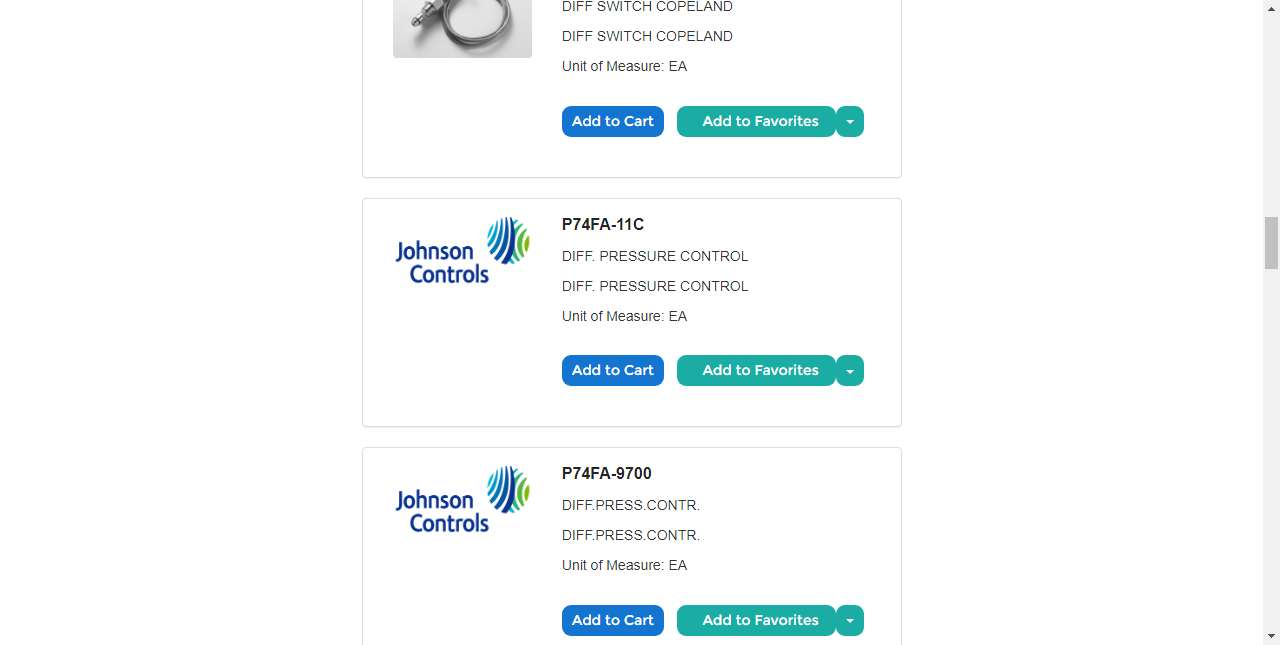 DIFF SWITCH COPELAND
DIFF SWITCH COPELAND
Unit of Measure: EA
Add to Cart
Add to Favorites
Johnson
Controls
P74FA-11C
DIFF. PRESSURE CONTROL
DIFF. PRESSURE CONTROL
Unit of Measure: EA
Add to Cart
Add to Favorites
Johnson
Controls
P74FA-9700
DIFF.PRESS.CONTR.
DIFF.PRESS.CONTR.
Unit of Measure: EA
Add to Cart
Add to Favorites